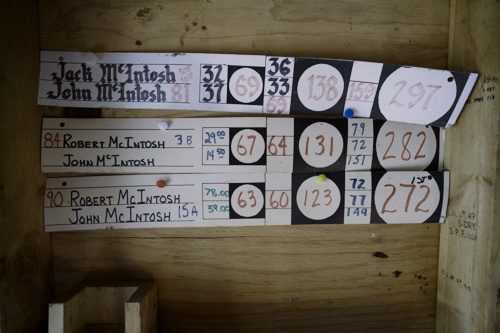 Jack McIntosh 32 69 36 138 159 297
John McIntosh 81 37 33
68
84 Robert McIntosh 3B 29.00 67 64 131 79 282
John McIntosh 14.50 72
151
90 Robert McIntosh 78.00 63 60 123 72 272 1ST
John McIntosh 15A 39.00 77
149
S-DRY